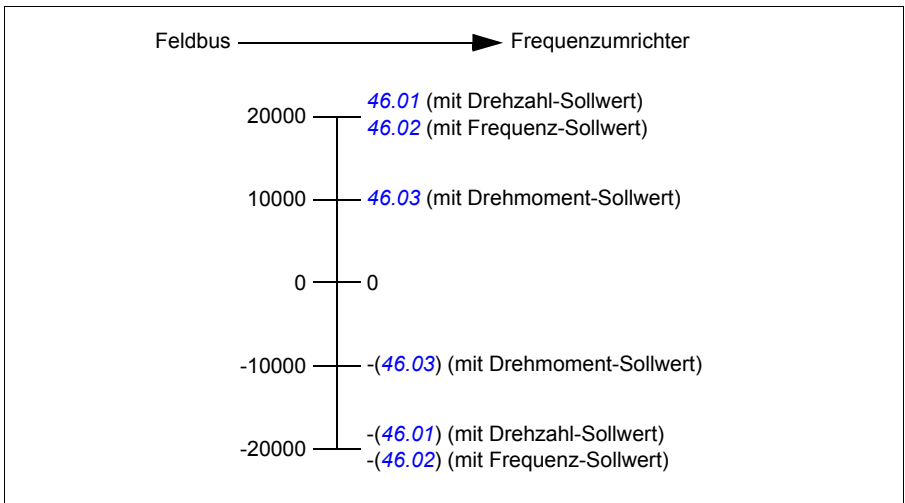 Feldbus Frequenzumrichter
46.01 (mit Drehzahl-Sollwert)
20000 46.02 (mit Frequenz-Sollwert)
10000 46.03 (mit Drehmoment-Sollwert)
0 0
-10000 -(46.03) (mit Drehmoment-Sollwert)
-(46.01) (mit Drehzahl-Sollwert)
-20000 -(46.02) (mit Frequenz-Sollwert)